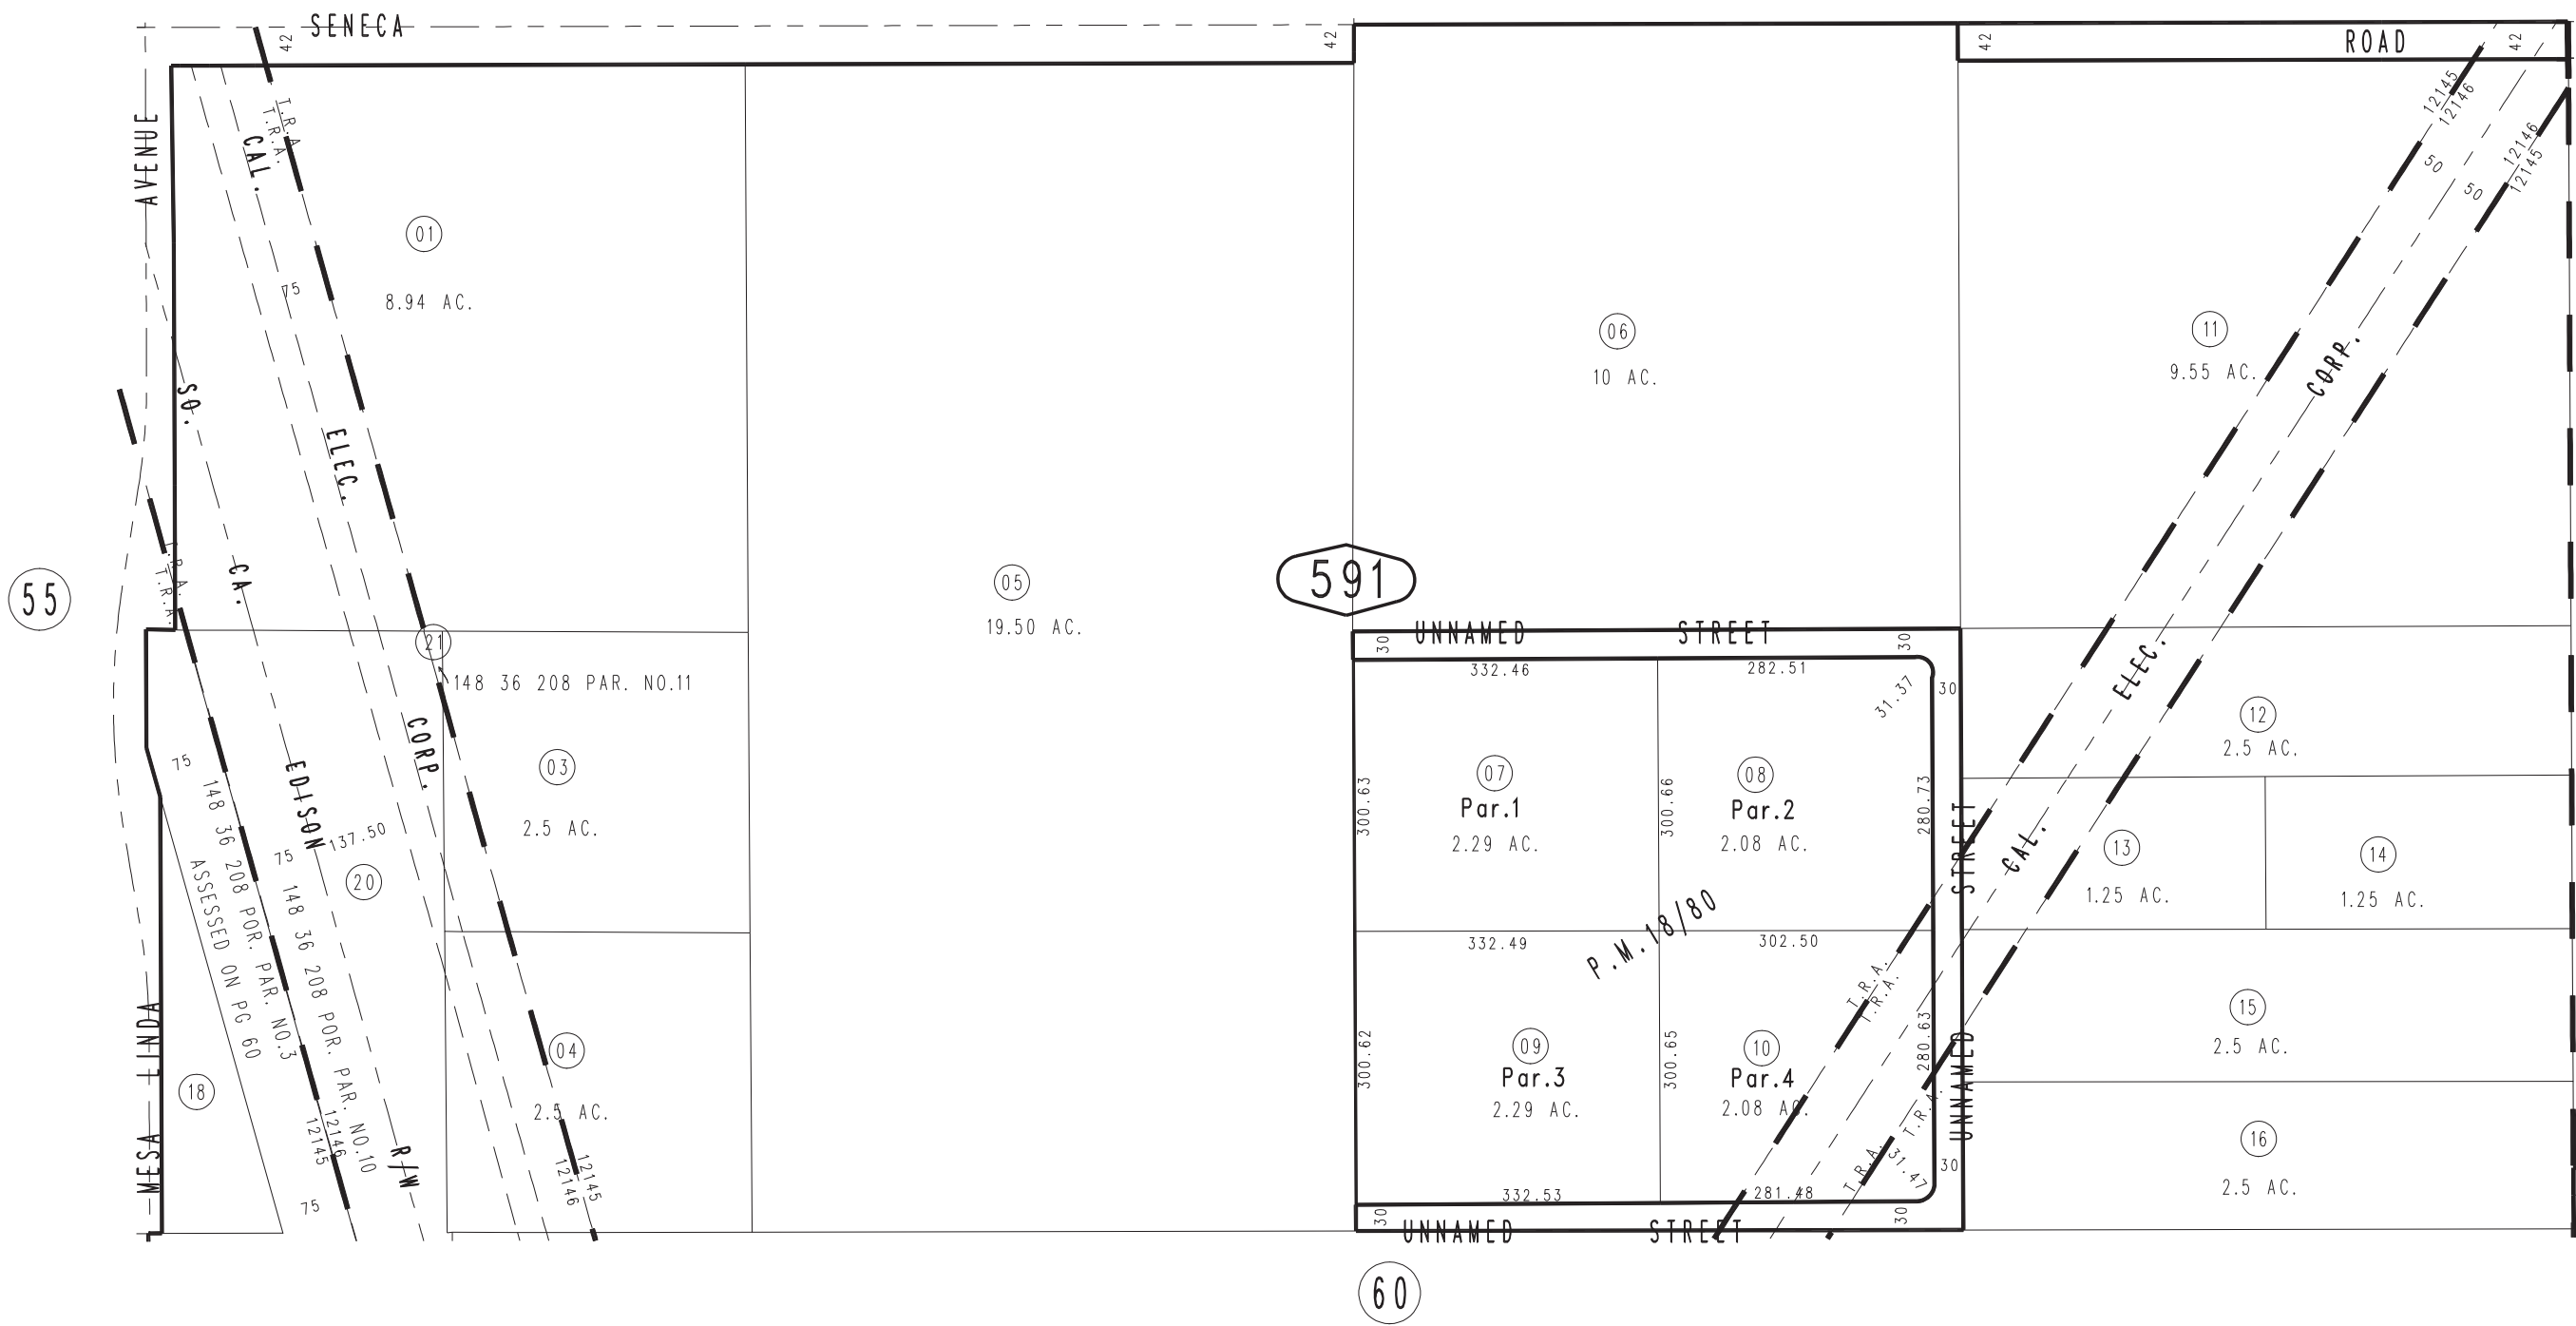 SENECA
ROAD
42
42
42
42
AVENUE
T.R.A.
T.R.A.
CAL.
ELEC.
CORP.
75
01
8.94 AC.
SO.
CA.
EDISON
R/W
55
T.R.A.
T.R.A.
05
19.50 AC.
06
10 AC.
11
9.55 AC.
12145
12146
12146
12145
50
50
CORP.
ELEC.
CAL.
591
21
148 36 208 PAR. NO.11
03
2.5 AC.
UNNAMED STREET
30
30
332.46
282.51
31.37
30
07
Par.1
2.29 AC.
300.63
300.66
08
Par.2
2.08 AC.
280.73
12
2.5 AC.
13
1.25 AC.
14
1.25 AC.
75
148 36 208 POR. PAR. NO.3
ASSESSED ON PG 60
75
137.50
20
148 36 208 POR. PAR. NO.10
P.M.18/80
332.49
302.50
T.R.A.
T.R.A.
UNNAMED STREET
MESA LINDA
18
12145
12146
75
04
2.5 AC.
12145
12146
09
Par.3
2.29 AC.
300.62
300.65
10
Par.4
2.08 AC.
280.63
T.R.A.
T.R.A.
31.47
30
15
2.5 AC.
16
2.5 AC.
332.53
281.48
30
30
UNNAMED STREET
60